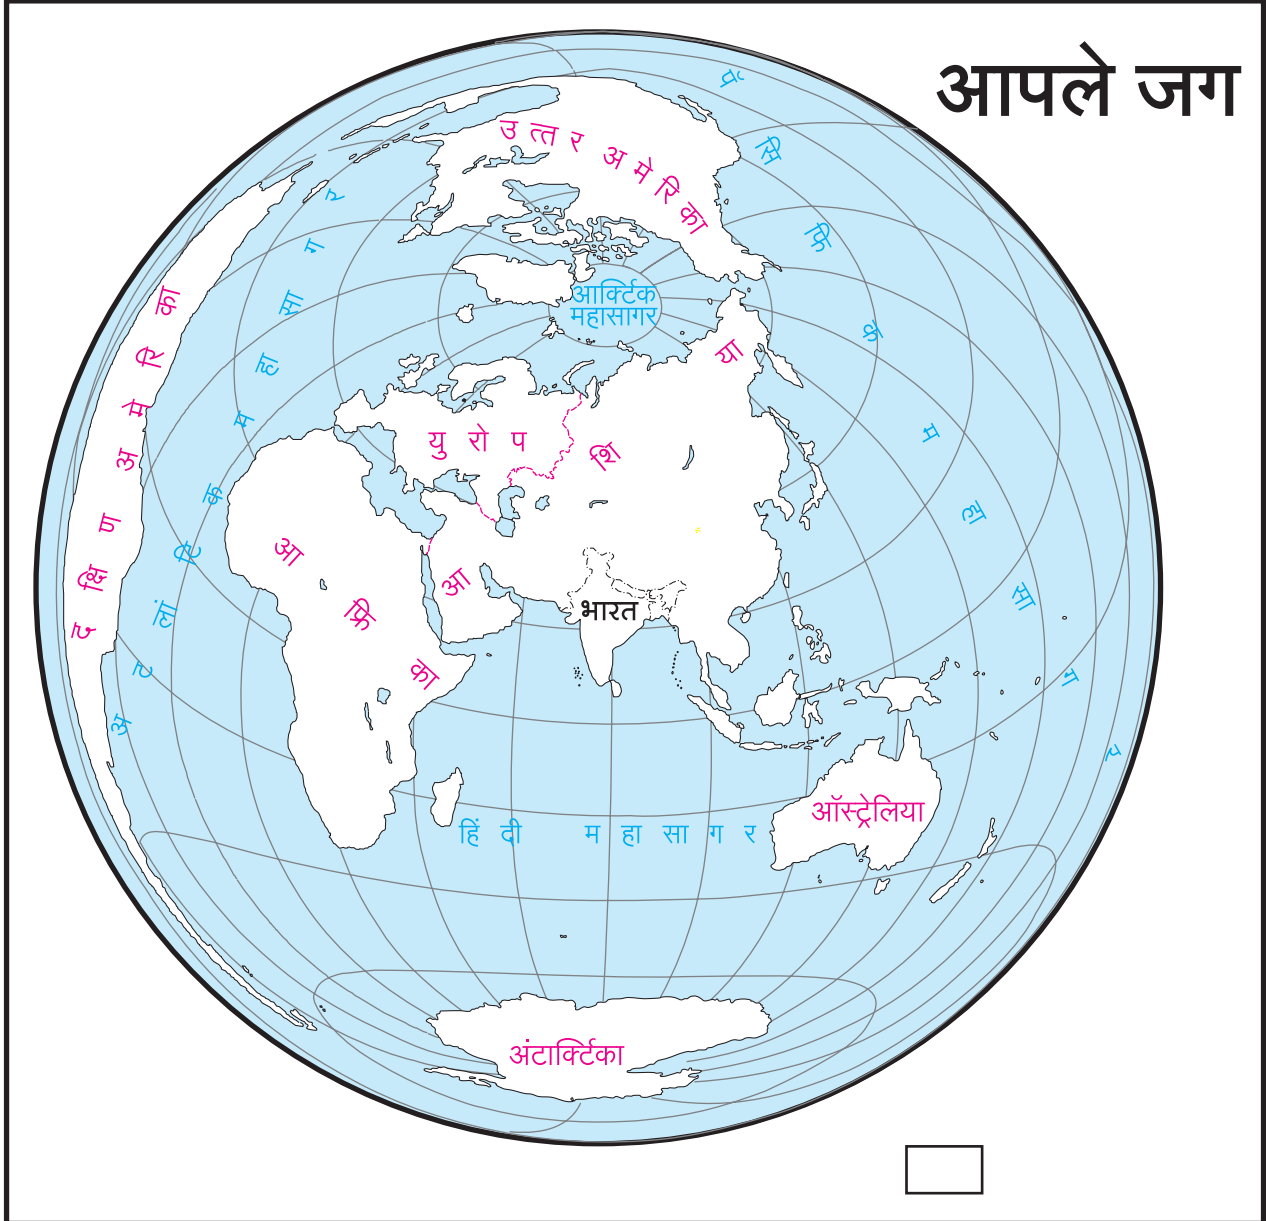 आपले जग
उत्तर अमेरिका
पॅसिफिक महासागर
आर्क्टिक
महासागर
दक्षिण अमेरिका
अटलांटिक महासागर
युरोप
आशिया
आफ्रिका
भारत
ऑस्ट्रेलिया
हिंदी महासागर
अंटार्क्टिका